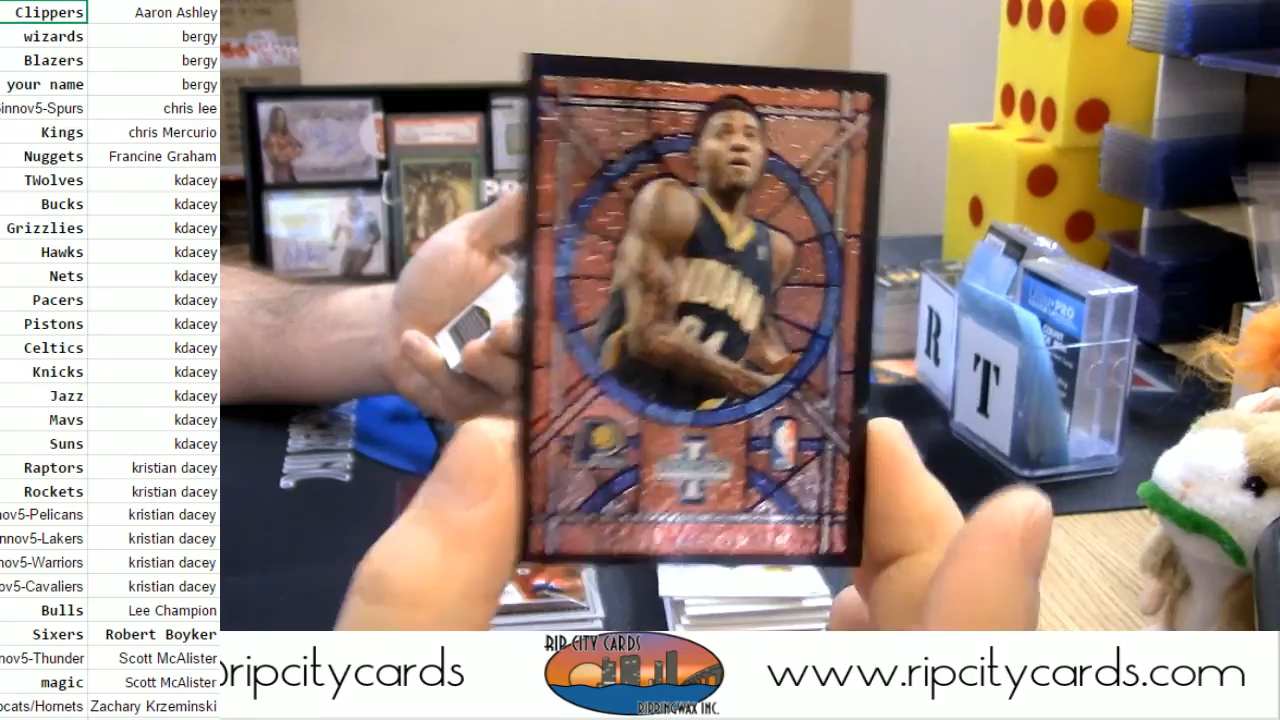 Clippers Aaron Ashley
wizards bergy
Blazers bergy
your name bergy
innov5-Spurs chris lee
Kings chris Mercurio
Nuggets Francine Graham
TWolves kdacey
Bucks kdacey
Grizzlies kdacey
Hawks kdacey
Nets kdacey
Pacers kdacey
Pistons kdacey
Celtics kdacey
Knicks kdacey
Jazz kdacey
Mavs kdacey
Suns kdacey
Raptors kristian dacey
Rockets kristian dacey
nov5-Pelicans kristian dacey
nnov5-Lakers kristian dacey
nov5-Warriors kristian dacey
ov5-Cavaliers kristian dacey
Bulls Lee Champion
Sixers Robert Boyker
nov5-Thunder Scott McAlister
magic Scott McAlister
bcats/Hornets Zachary Krzeminski
R T
PRO
24
ripcitycards
RIP CITY CARDS
RIPPINGWAX INC.
www.ripcitycards.com